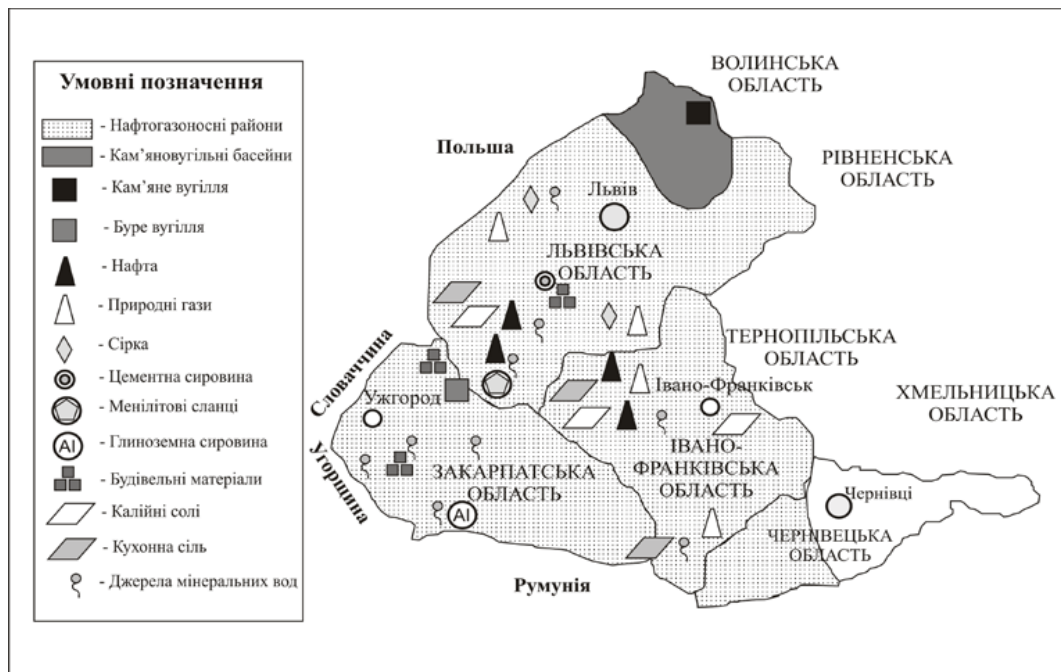 Умовні позначення
- Нафтогазоносні райони
- Кам’яновугільні басейни
- Кам’яне вугілля
- Буре вугілля
- Нафта
- Природні гази
- Сірка
- Цементна сировина
- Менілітові сланці
Al
- Глиноземна сировина
- Будівельні матеріали
- Калійні солі
- Кухонна сіль
- Джерела мінеральних вод
ВОЛИНСЬКА
ОБЛАСТЬ
Польша
РІВНЕНСЬКА
ОБЛАСТЬ
Львів
ЛЬВІВСЬКА
ОБЛАСТЬ
ТЕРНОПІЛЬСЬКА
ОБЛАСТЬ
Словаччина
Ужгород
Івано-Франківськ
ХМЕЛЬНИЦЬКА
ОБЛАСТЬ
Угорщина
ЗАКАРПАТСЬКА
ОБЛАСТЬ
ІВАНО-
ФРАНКІВСЬКА
ОБЛАСТЬ
Al
Чернівці
ЧЕРНІВЕЦЬКА
ОБЛАСТЬ
Румунія